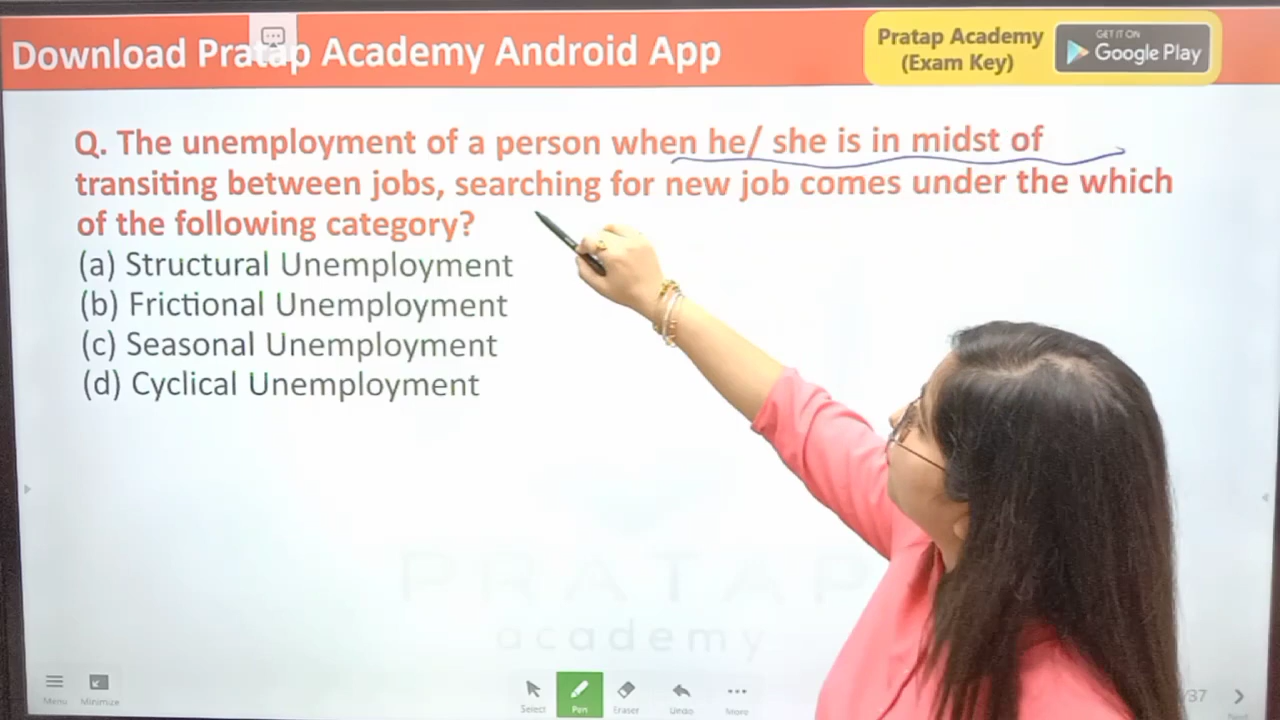 Download Pratap Academy Android App
Pratap Academy
(Exam Key)
GET IT ON
Google Play
Q. The unemployment of a person when he/ she is in midst of
transiting between jobs, searching for new job comes under the which
of the following category?
(a) Structural Unemployment
(b) Frictional Unemployment
(c) Seasonal Unemployment
(d) Cyclical Unemployment
PRATAP
academy
Menu
Minimize
Select
Pen
Eraser
Undo
More
/37